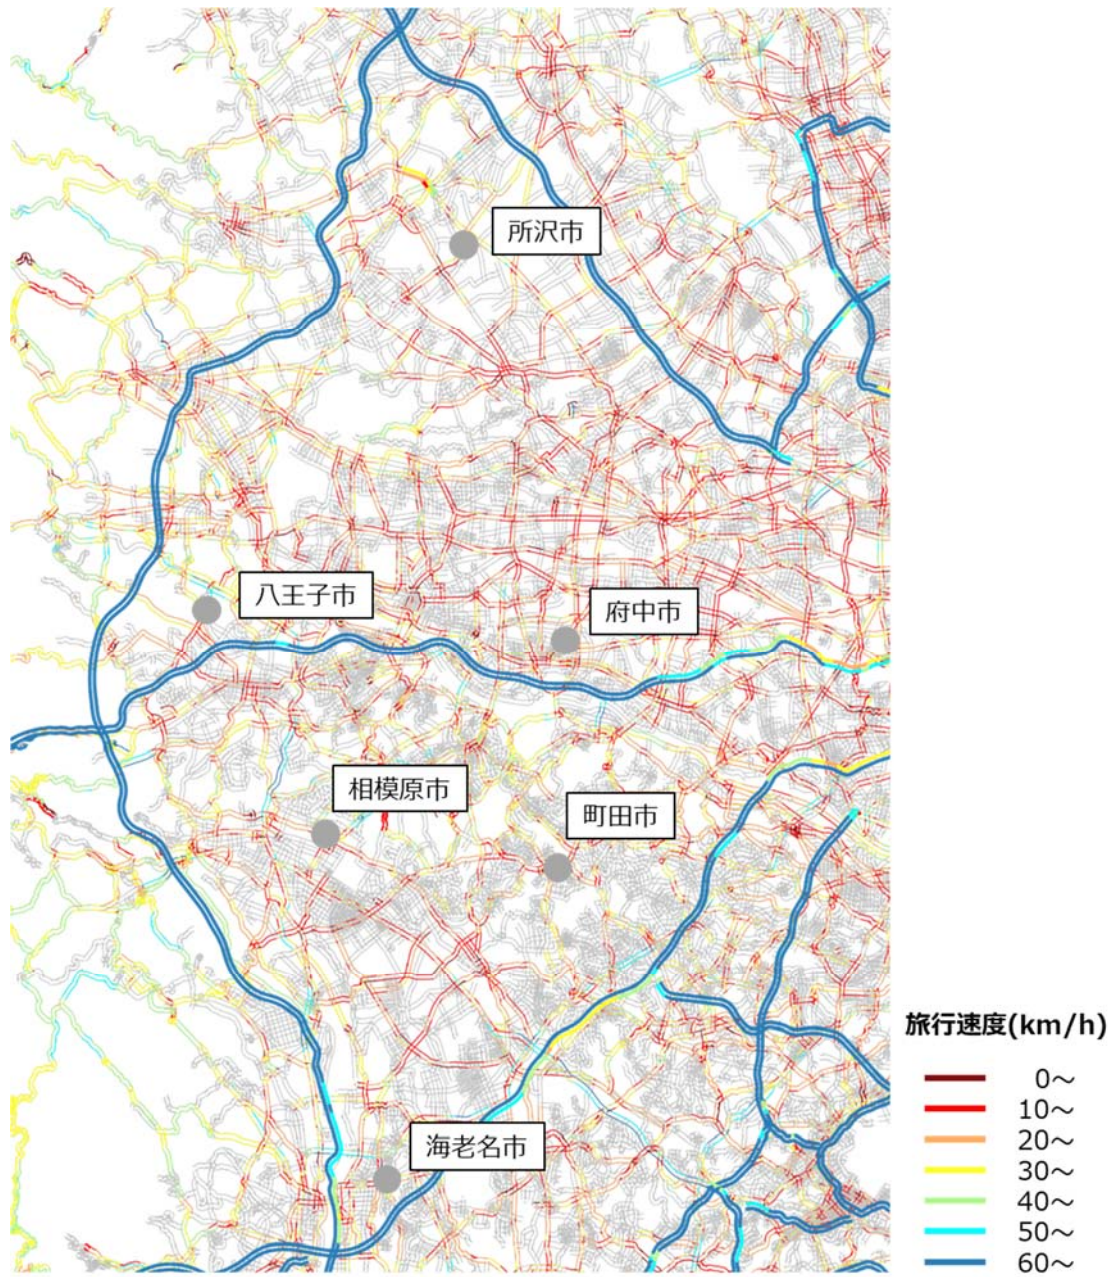 所沢市
八王子市
府中市
相模原市
町田市
海老名市
旅行速度(km/h)
0～
10～
20～
30～
40～
50～
60～